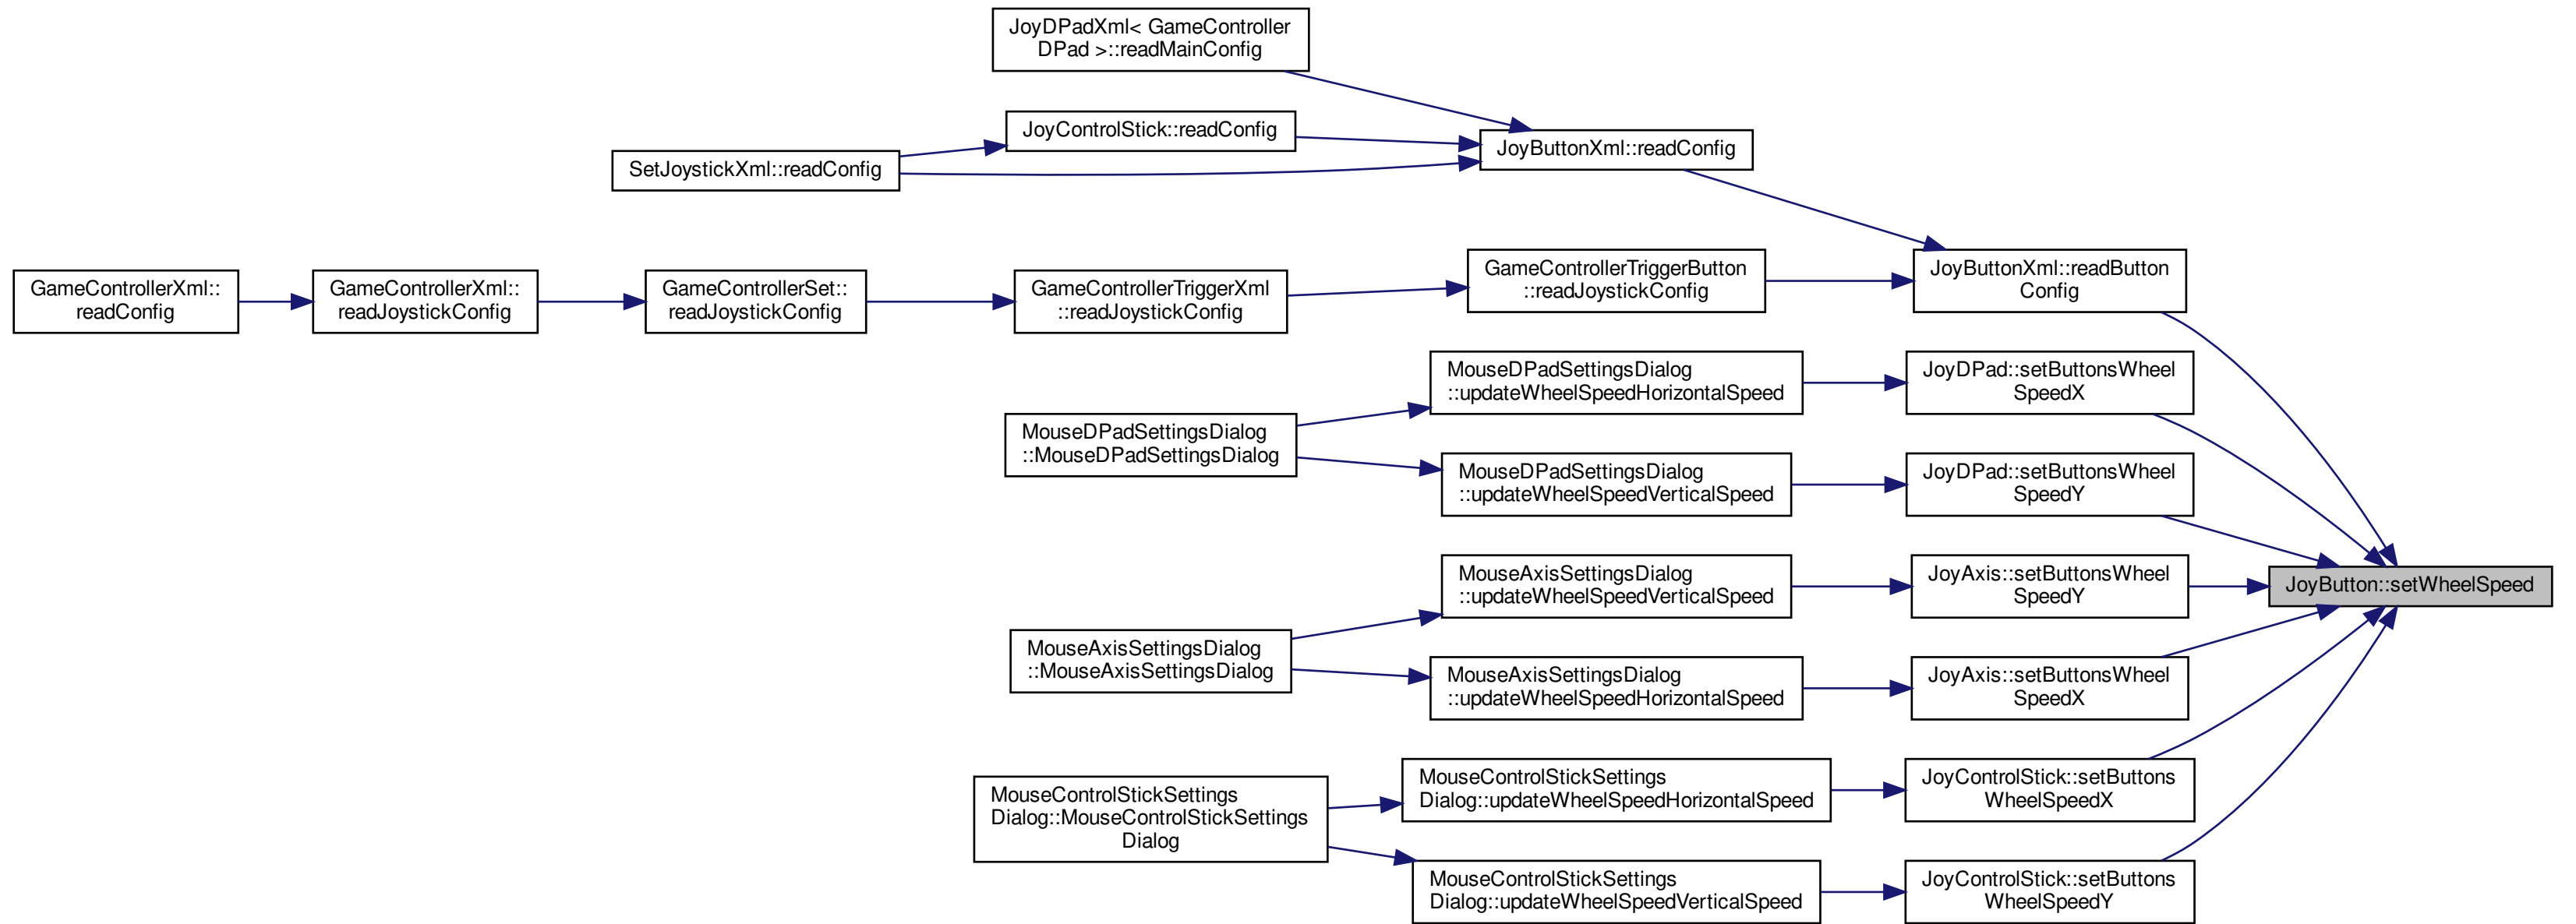 JoyDPadXml< GameController
DPad >::readMainConfig
JoyControlStick::readConfig
SetJoystickXml::readConfig
JoyButtonXml::readConfig
GameControllerXml::
readConfig
GameControllerXml::
readJoystickConfig
GameControllerSet::
readJoystickConfig
GameControllerTriggerXml
::readJoystickConfig
GameControllerTriggerButton
::readJoystickConfig
JoyButtonXml::readButton
Config
MouseDPadSettingsDialog
::MouseDPadSettingsDialog
MouseDPadSettingsDialog
::updateWheelSpeedHorizontalSpeed
JoyDPad::setButtonsWheel
SpeedX
MouseDPadSettingsDialog
::updateWheelSpeedVerticalSpeed
JoyDPad::setButtonsWheel
SpeedY
MouseAxisSettingsDialog
::MouseAxisSettingsDialog
MouseAxisSettingsDialog
::updateWheelSpeedVerticalSpeed
JoyAxis::setButtonsWheel
SpeedY
JoyButton::setWheelSpeed
MouseAxisSettingsDialog
::updateWheelSpeedHorizontalSpeed
JoyAxis::setButtonsWheel
SpeedX
MouseControlStickSettings
Dialog::MouseControlStickSettings
Dialog
MouseControlStickSettings
Dialog::updateWheelSpeedHorizontalSpeed
JoyControlStick::setButtons
WheelSpeedX
MouseControlStickSettings
Dialog::updateWheelSpeedVerticalSpeed
JoyControlStick::setButtons
WheelSpeedY